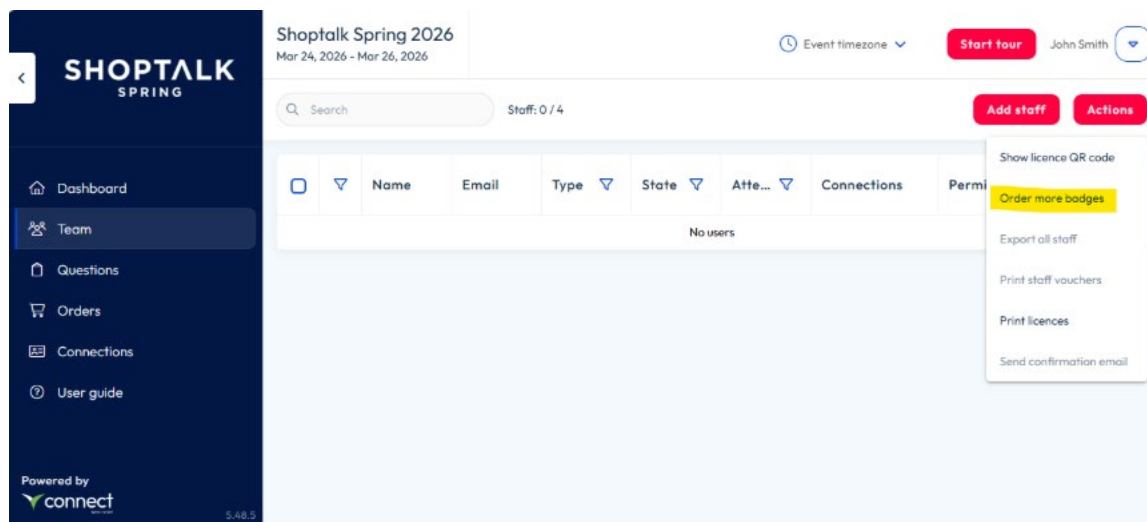 SHOPTALK
SPRING
Dashboard
Team
Questions
Orders
Connections
User guide
Powered by
connect
5.48.5
Shoptalk Spring 2026
Mar 24, 2026 - Mar 26, 2026
Event timezone
Start tour
John Smith
Search
Staff: 0 / 4
Add staff
Actions
Name Email Type State Atte... Connections Permi
No users
Show licence QR code
Order more badges
Export all staff
Print staff vouchers
Print licences
Send confirmation email